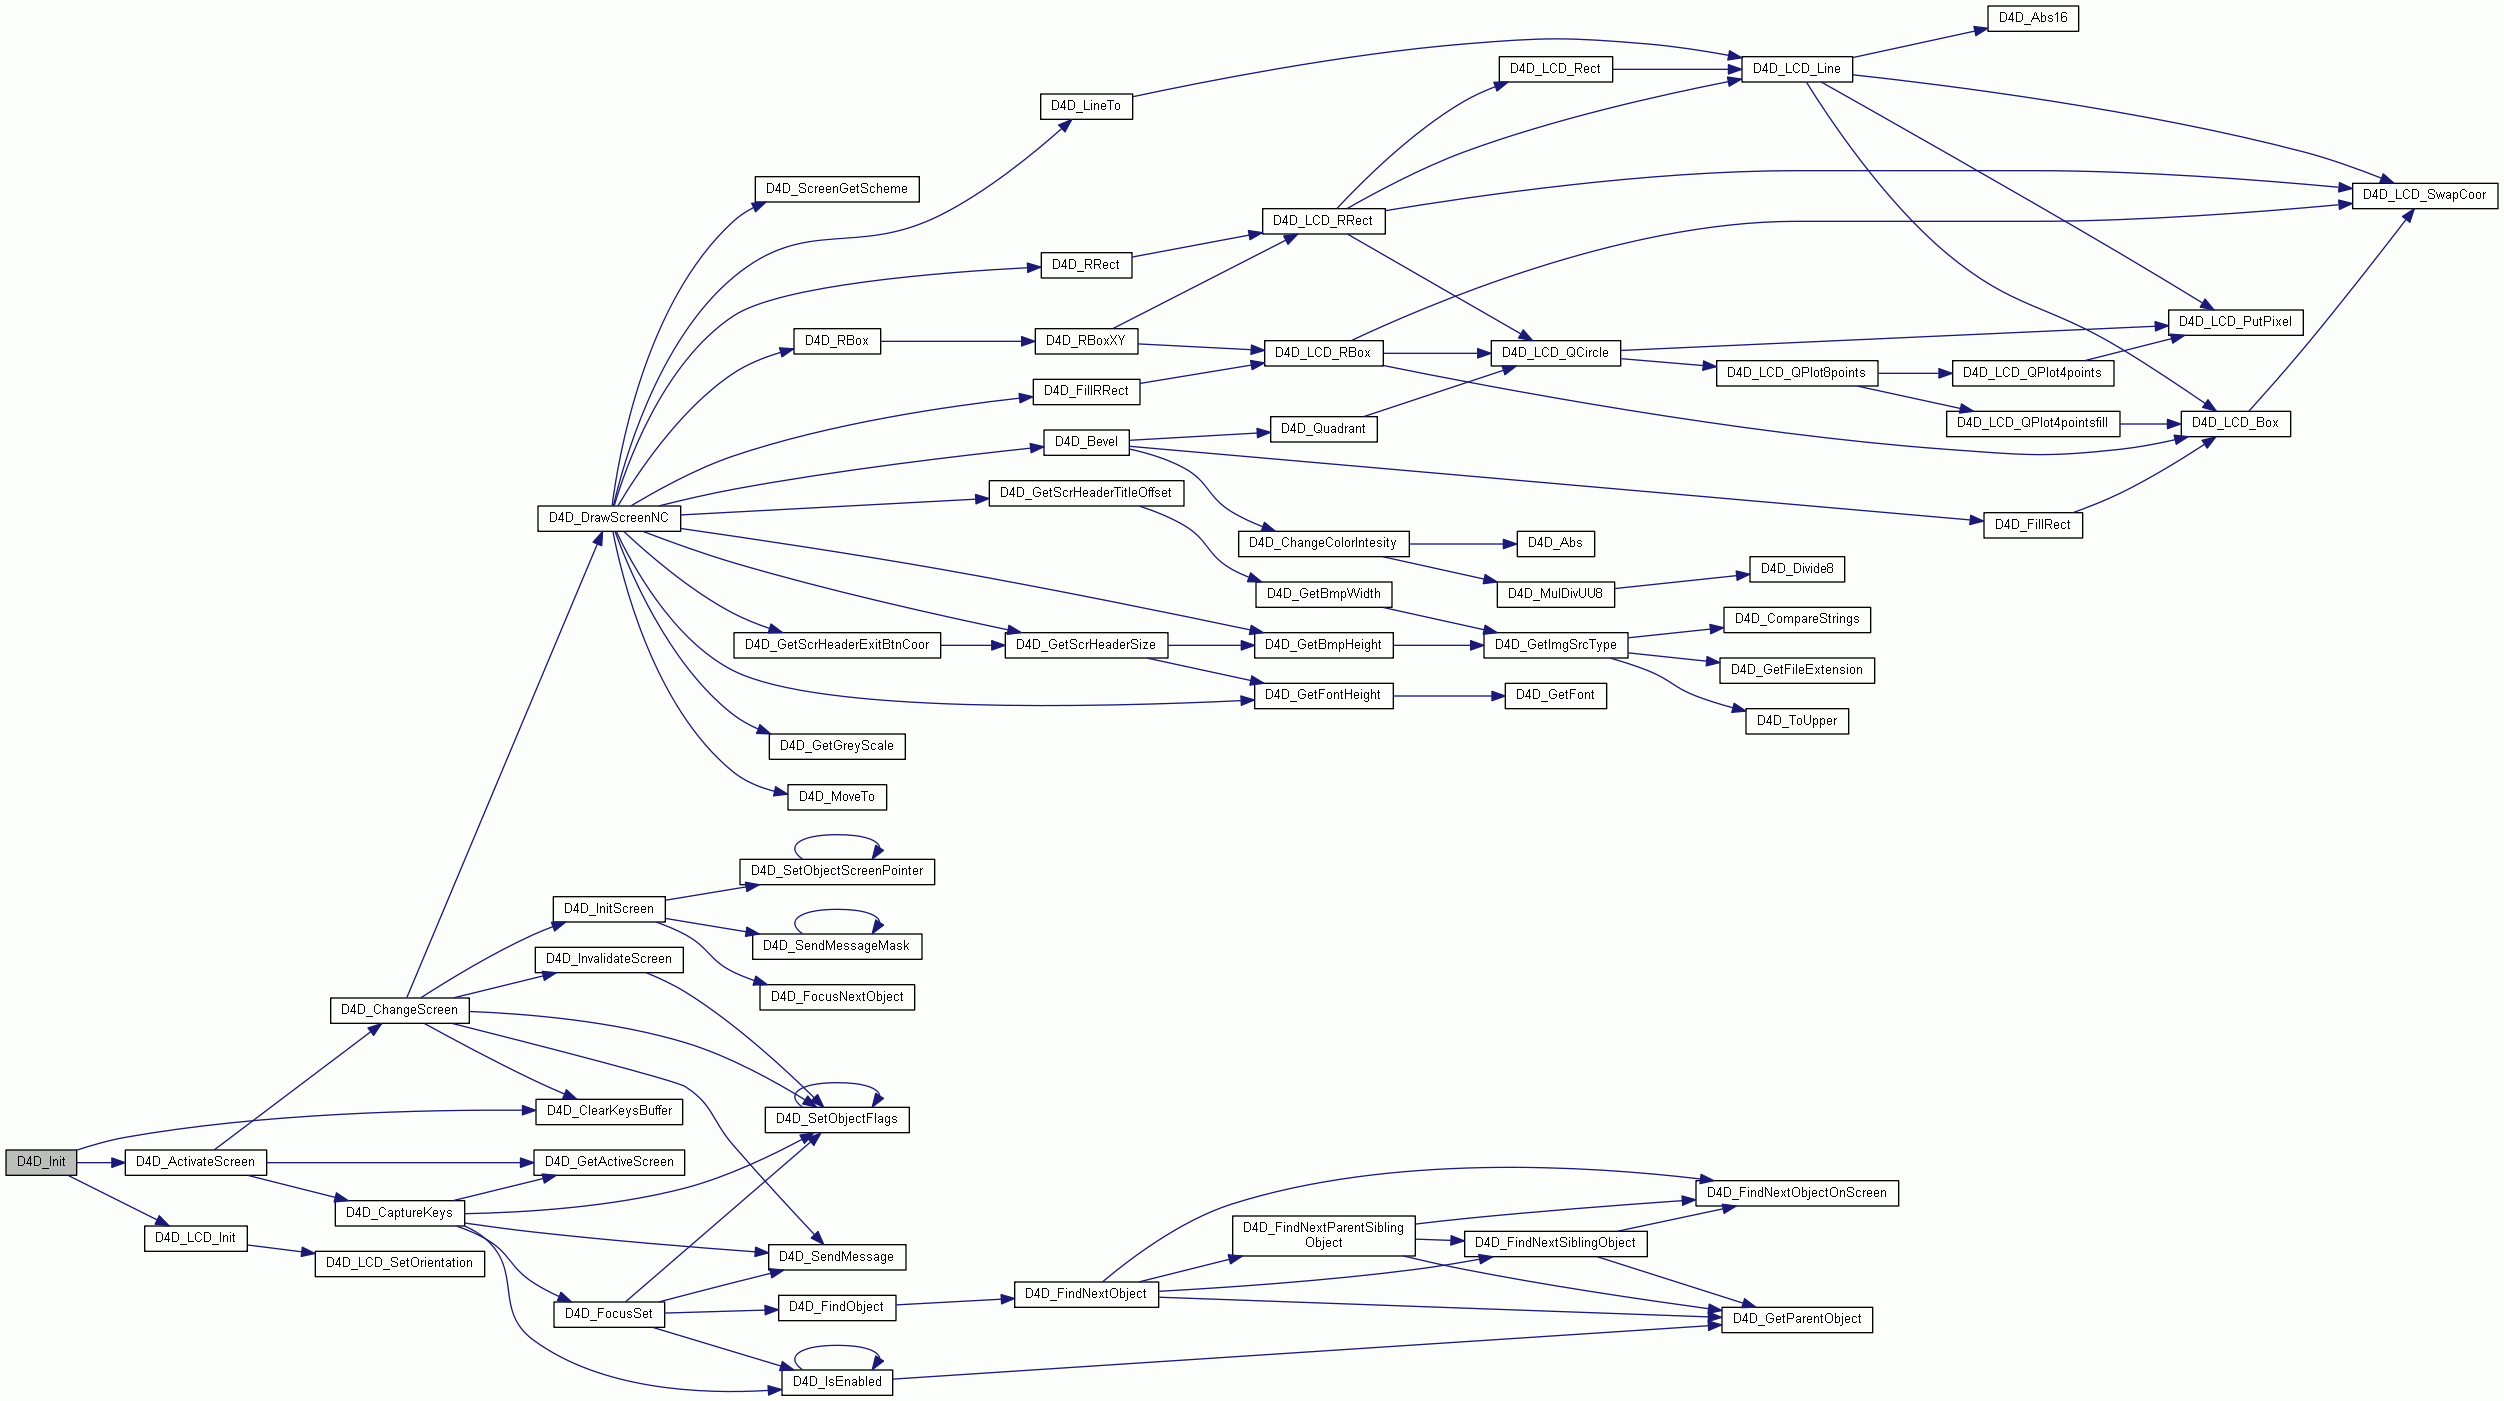 D4D_Abs16
D4D_LCD_Rect
D4D_LCD_Line
D4D_LineTo
D4D_ScreenGetScheme
D4D_LCD_SwapCoor
D4D_LCD_RRect
D4D_RRect
D4D_LCD_PutPixel
D4D_RBox
D4D_RBoxXY
D4D_LCD_RBox
D4D_LCD_QCircle
D4D_LCD_QPlot8points
D4D_LCD_QPlot4points
D4D_FillRRect
D4D_LCD_QPlot4pointsfill
D4D_LCD_Box
D4D_Quadrant
D4D_Bevel
D4D_GetScrHeaderTitleOffset
D4D_DrawScreenNC
D4D_FillRect
D4D_ChangeColorIntesity
D4D_Abs
D4D_Divide8
D4D_GetBmpWidth
D4D_MulDivUU8
D4D_CompareStrings
D4D_GetScrHeaderExitBtnCoor
D4D_GetScrHeaderSize
D4D_GetBmpHeight
D4D_GetImgSrcType
D4D_GetFileExtension
D4D_GetFontHeight
D4D_GetFont
D4D_ToUpper
D4D_GetGreyScale
D4D_MoveTo
D4D_SetObjectScreenPointer
D4D_InitScreen
D4D_SendMessageMask
D4D_InvalidateScreen
D4D_FocusNextObject
D4D_ChangeScreen
D4D_ClearKeysBuffer
D4D_SetObjectFlags
D4D_Init
D4D_ActivateScreen
D4D_GetActiveScreen
D4D_FindNextObjectOnScreen
D4D_CaptureKeys
D4D_FindNextParentSibling
Object
D4D_LCD_Init
D4D_FindNextSiblingObject
D4D_SendMessage
D4D_LCD_SetOrientation
D4D_FindNextObject
D4D_FindObject
D4D_FocusSet
D4D_GetParentObject
D4D_IsEnabled